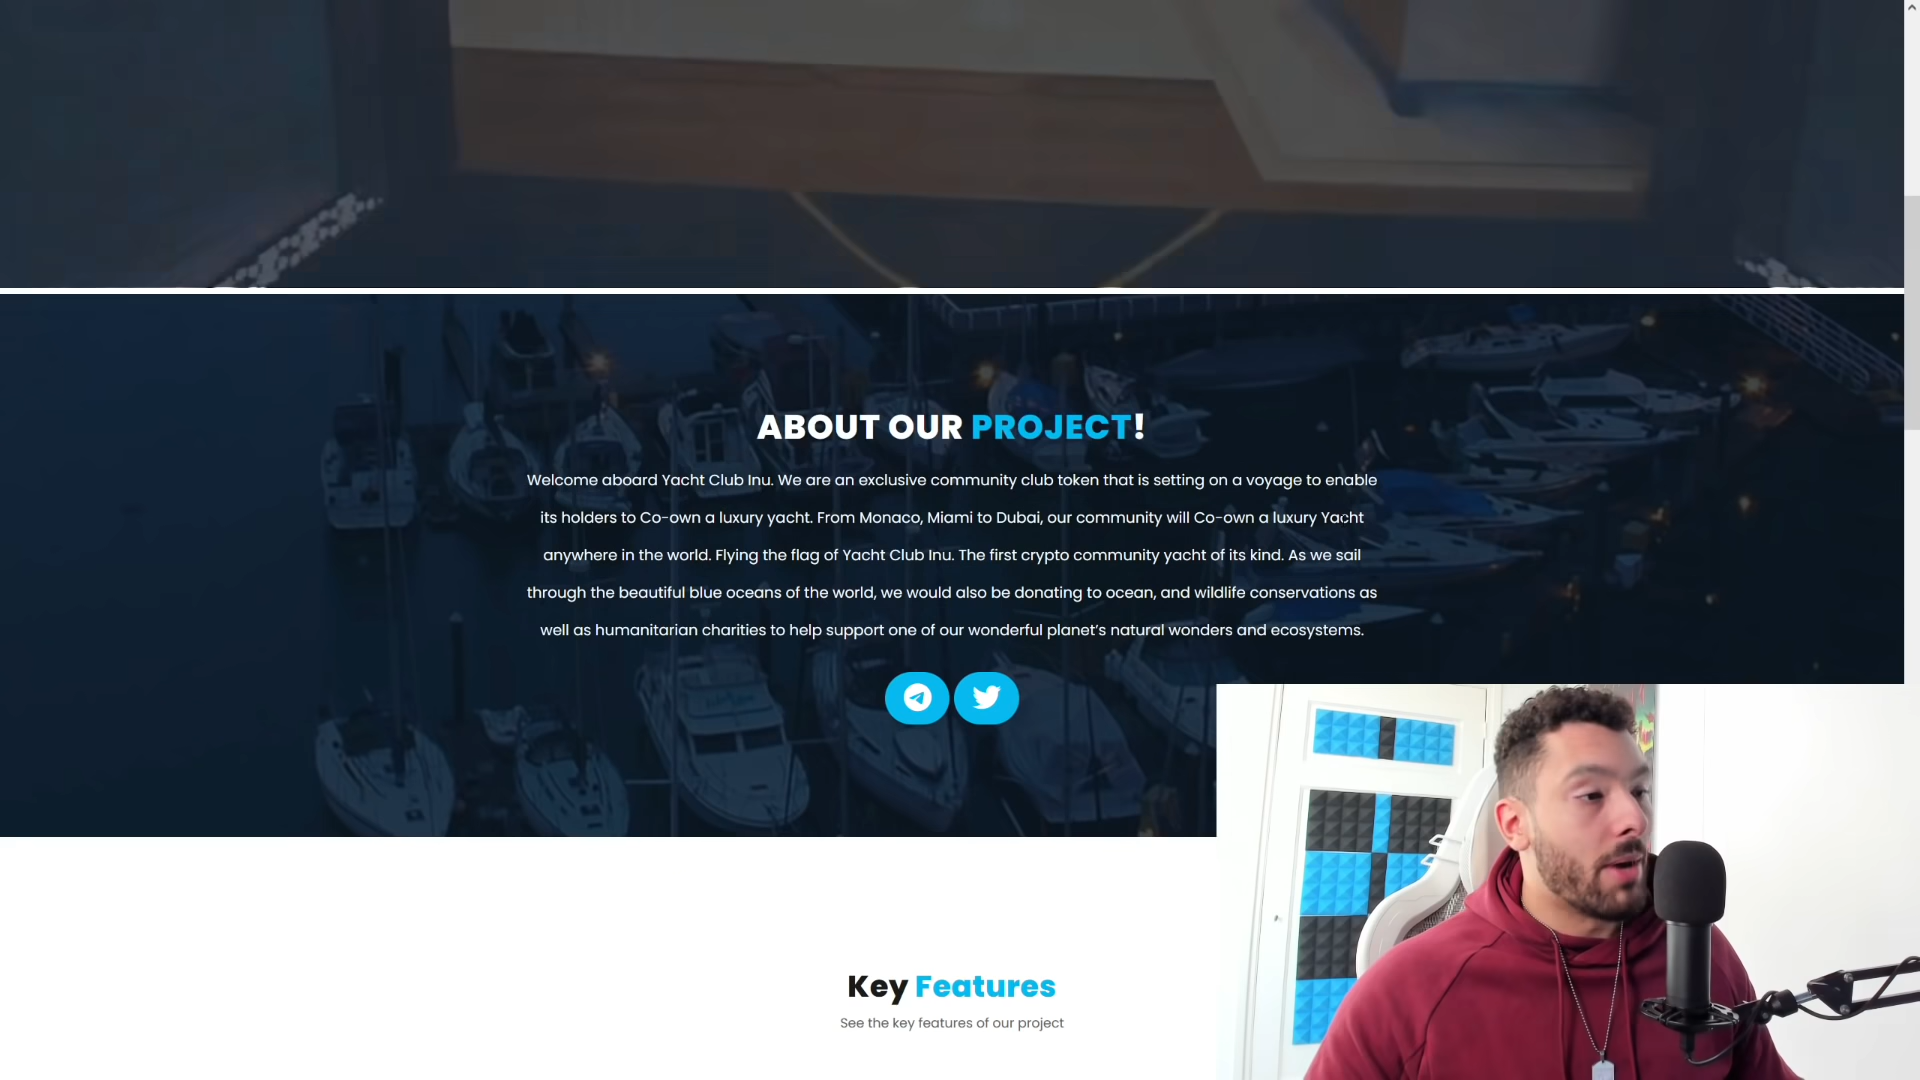 ABOUT OUR PROJECT!
Welcome aboard Yacht Club Inu. We are an exclusive community club token that is setting on a voyage to enable
its holders to Co-own a luxury yacht. From Monaco, Miami to Dubai, our community will Co-own a luxury Yacht
anywhere in the world. Flying the flag of Yacht Club Inu. The first crypto community yacht of its kind. As we sail
through the beautiful blue oceans of the world, we would also be donating to ocean, and wildlife conservations as
well as humanitarian charities to help support one of our wonderful planet's natural wonders and ecosystems.
Key Features
See the key features of our project